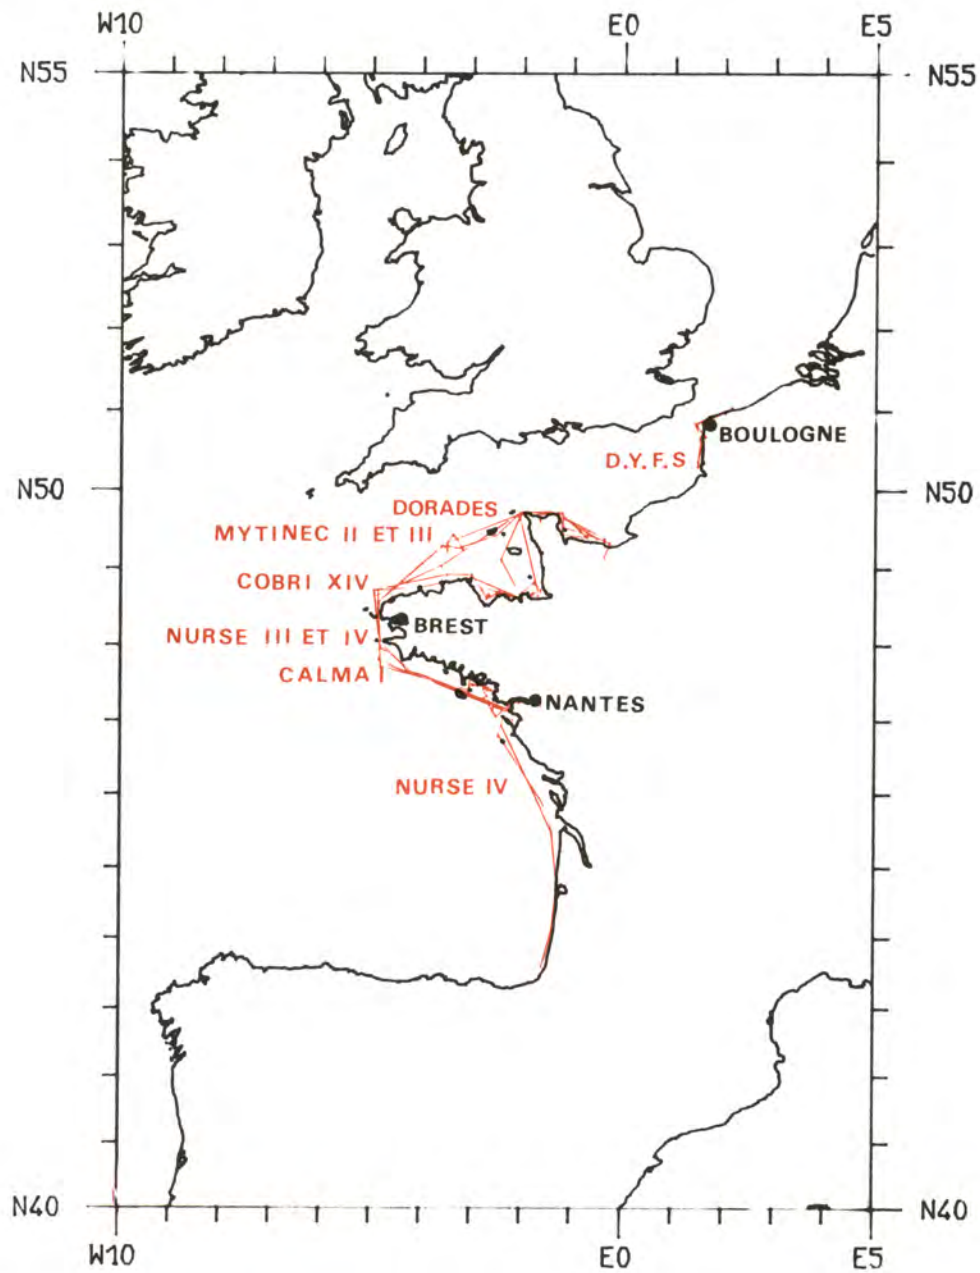 W10 E0 E5
N55 N55
BOULOGNE
D.Y.F.S
N50 N50
DORADES
MYTINEC II ET III
COBRI XIV
BREST
NURSE III ET IV
CALMA I
NANTES
NURSE IV
N40 N40
W10 E0 E5